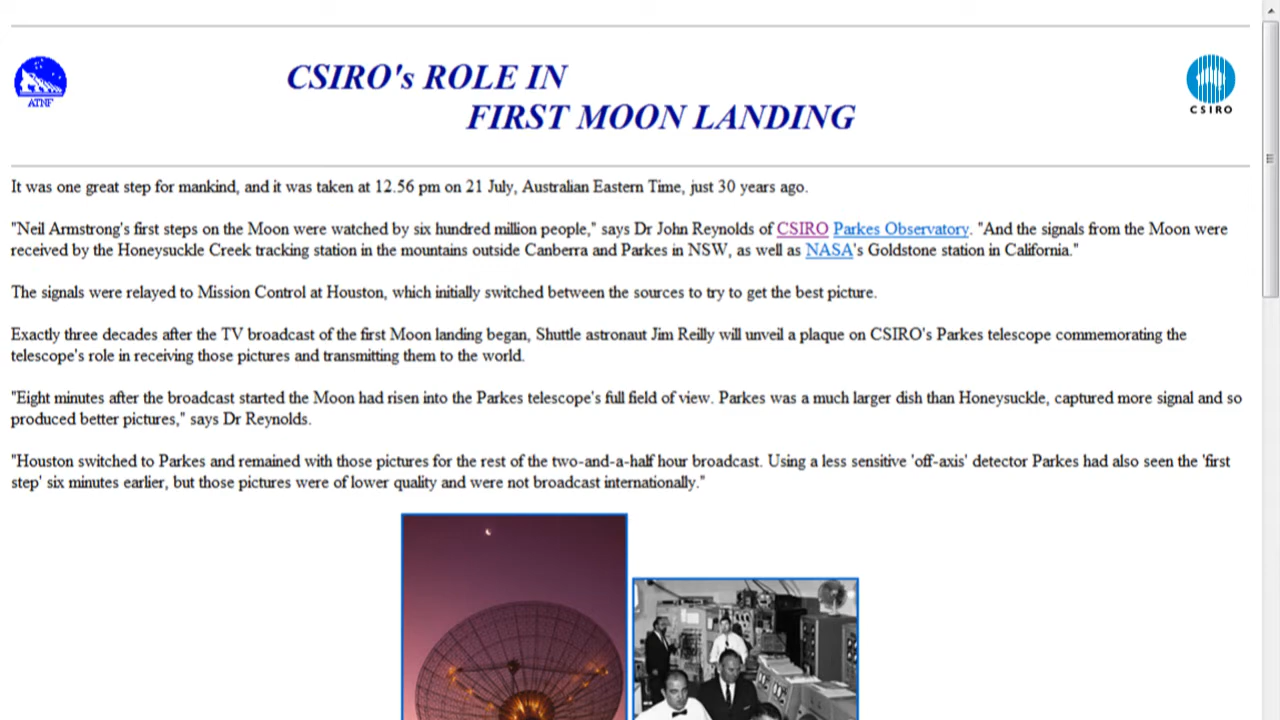 CSIRO's ROLE IN
FIRST MOON LANDING
ATNF
CSIRO
It was one great step for mankind, and it was taken at 12.56 pm on 21 July, Australian Eastern Time, just 30 years ago.
"Neil Armstrong's first steps on the Moon were watched by six hundred million people," says Dr John Reynolds of CSIRO Parkes Observatory. "And the signals from the Moon were
received by the Honeysuckle Creek tracking station in the mountains outside Canberra and Parkes in NSW, as well as NASA's Goldstone station in California."
The signals were relayed to Mission Control at Houston, which initially switched between the sources to try to get the best picture.
Exactly three decades after the TV broadcast of the first Moon landing began, Shuttle astronaut Jim Reilly will unveil a plaque on CSIRO's Parkes telescope commemorating the
telescope's role in receiving those pictures and transmitting them to the world.
"Eight minutes after the broadcast started the Moon had risen into the Parkes telescope's full field of view. Parkes was a much larger dish than Honeysuckle, captured more signal and so
produced better pictures," says Dr Reynolds.
"Houston switched to Parkes and remained with those pictures for the rest of the two-and-a-half hour broadcast. Using a less sensitive 'off-axis' detector Parkes had also seen the 'first
step' six minutes earlier, but those pictures were of lower quality and were not broadcast internationally."